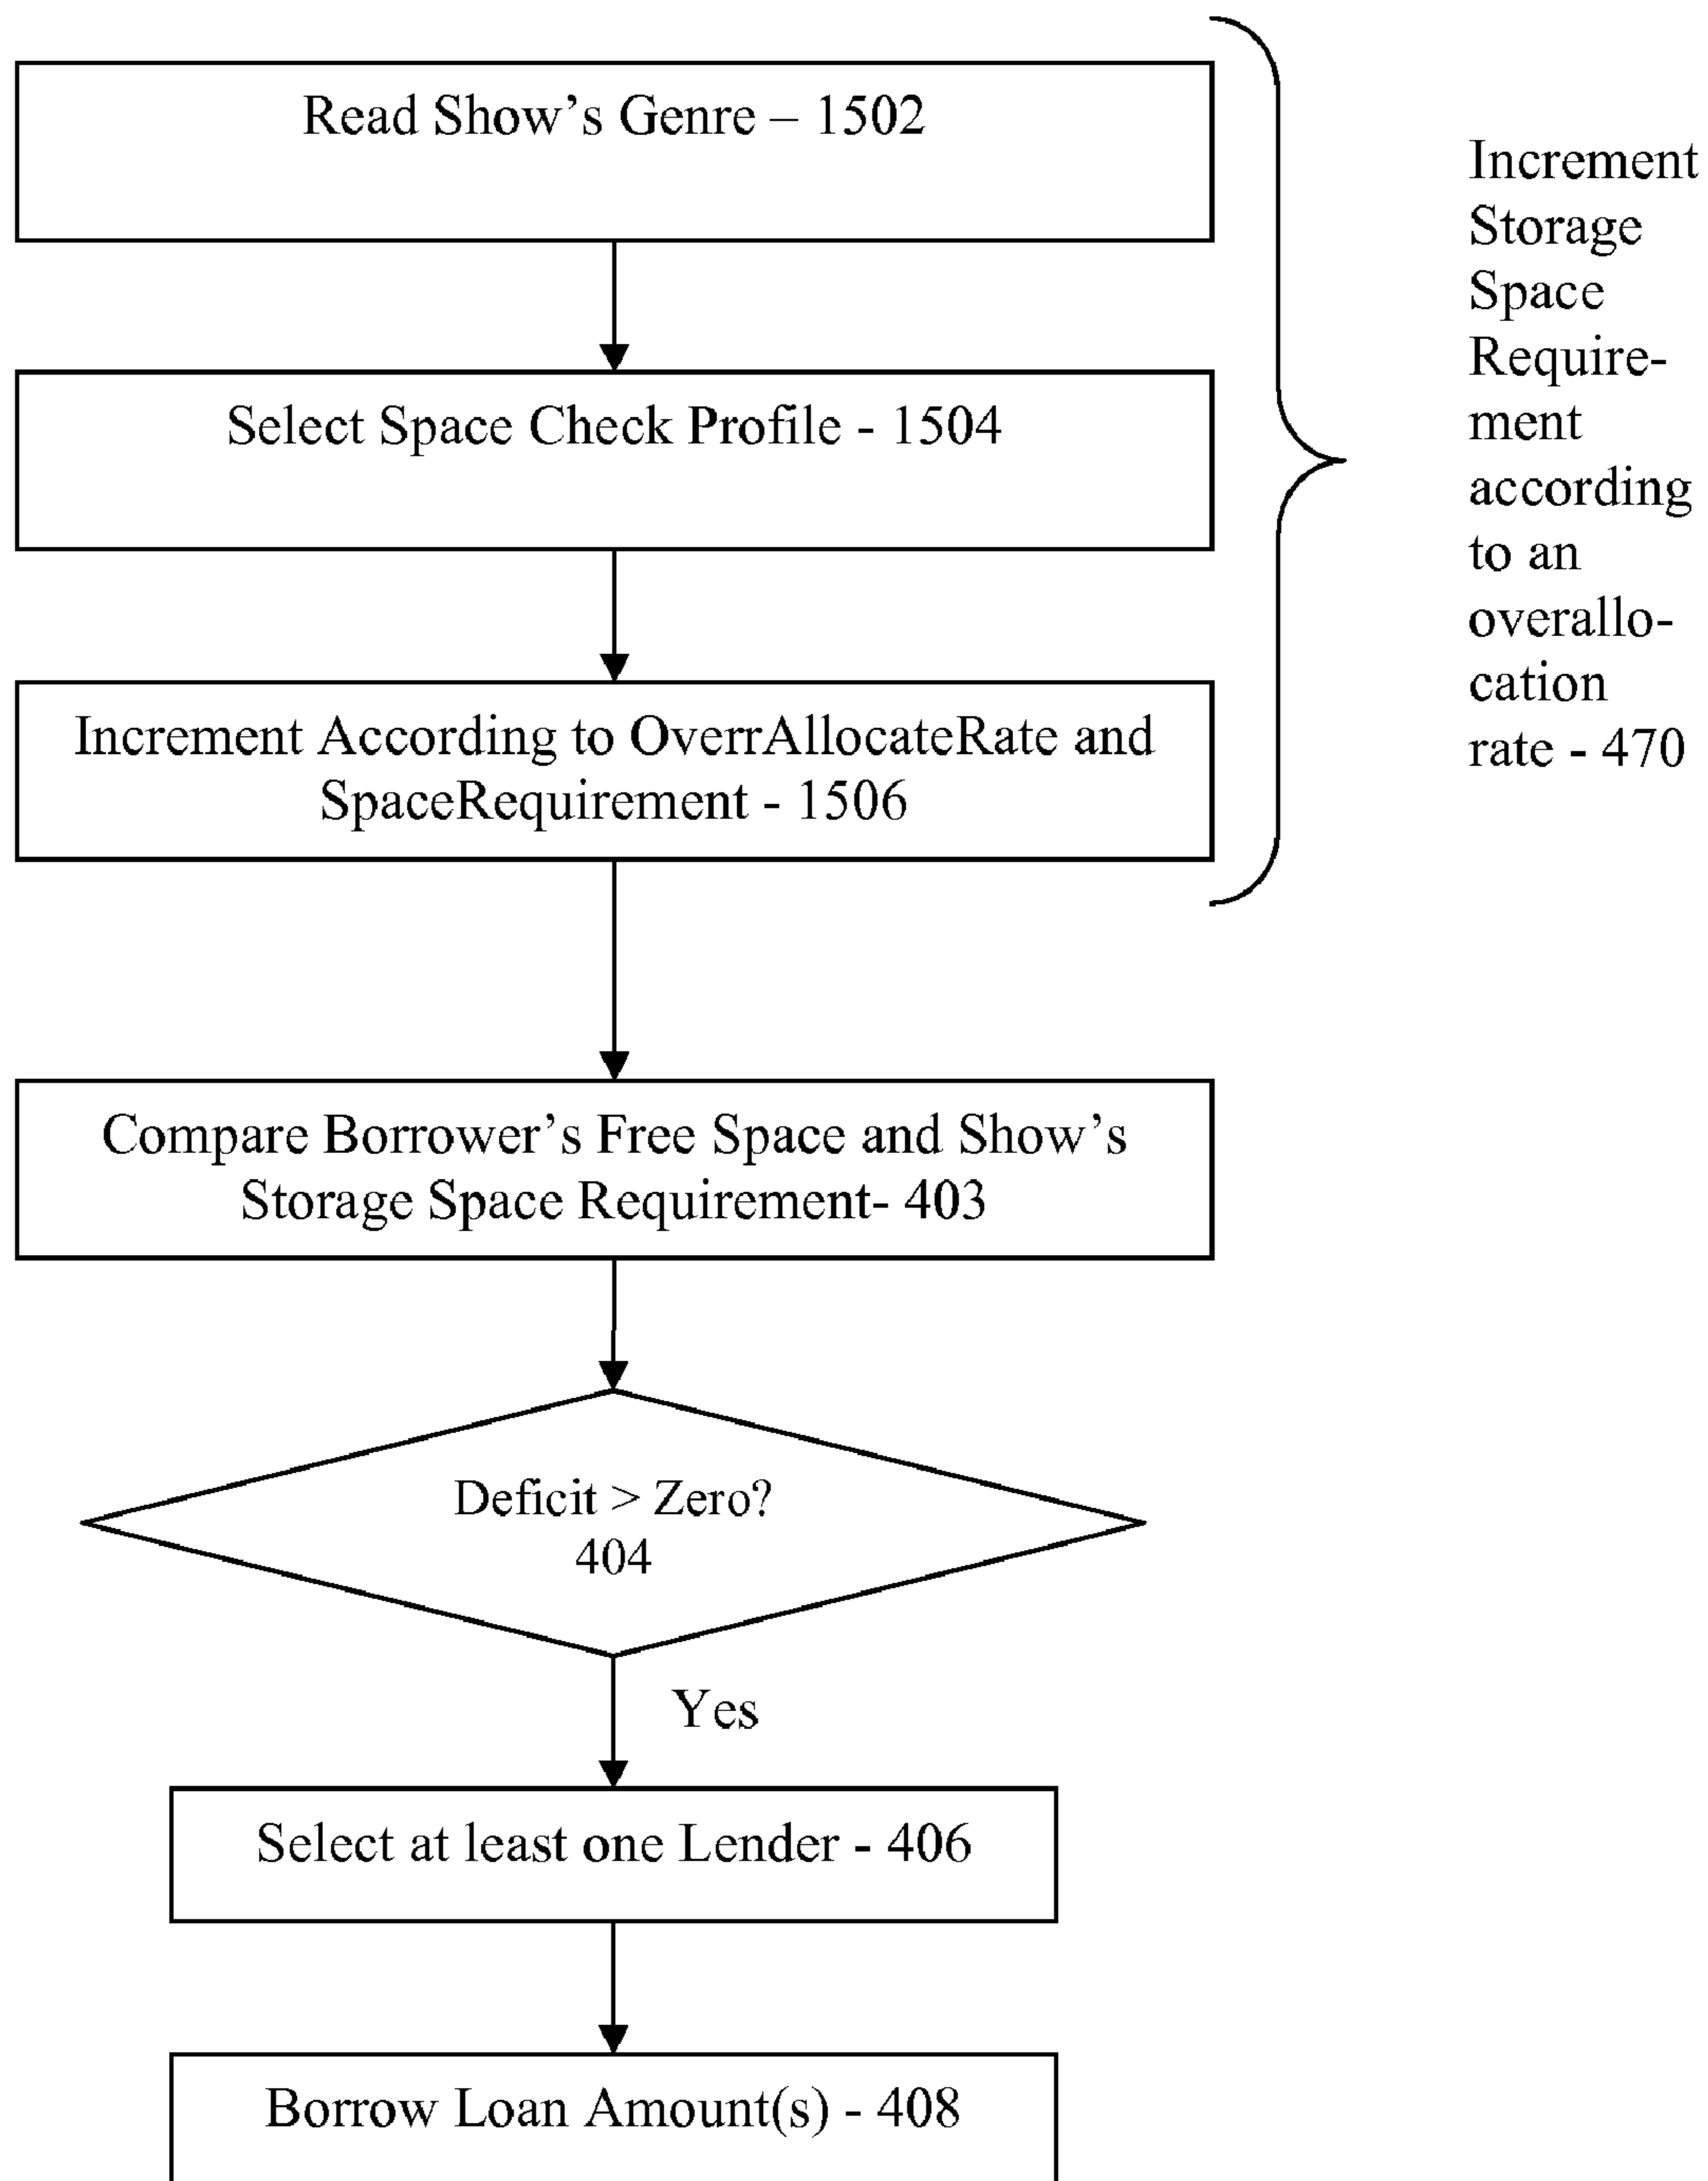 Read Show’s Genre – 1502
Select Space Check Profile - 1504
Increment According to OverrAllocateRate and
SpaceRequirement - 1506
Increment
Storage
Space
Require-
ment
according
to an
overallo-
cation
rate - 470
Compare Borrower’s Free Space and Show’s
Storage Space Requirement- 403
Deficit > Zero?
404
Yes
Select at least one Lender - 406
Borrow Loan Amount(s) - 408